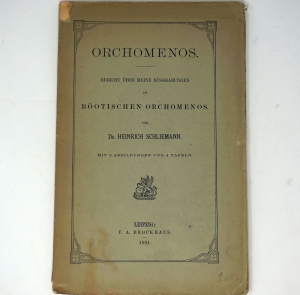 ORCHOMENOS.
BERICHT ÜBER MEINE AUSGRABUNGEN
IM
BÖOTISCHEN ORCHOMENOS.
VON
DR. HEINRICH SCHLIEMANN.
MIT 9 ABBILDUNGEN UND 4 TAFELN.
LEIPZIG:
F. A. BROCKHAUS.
1881.